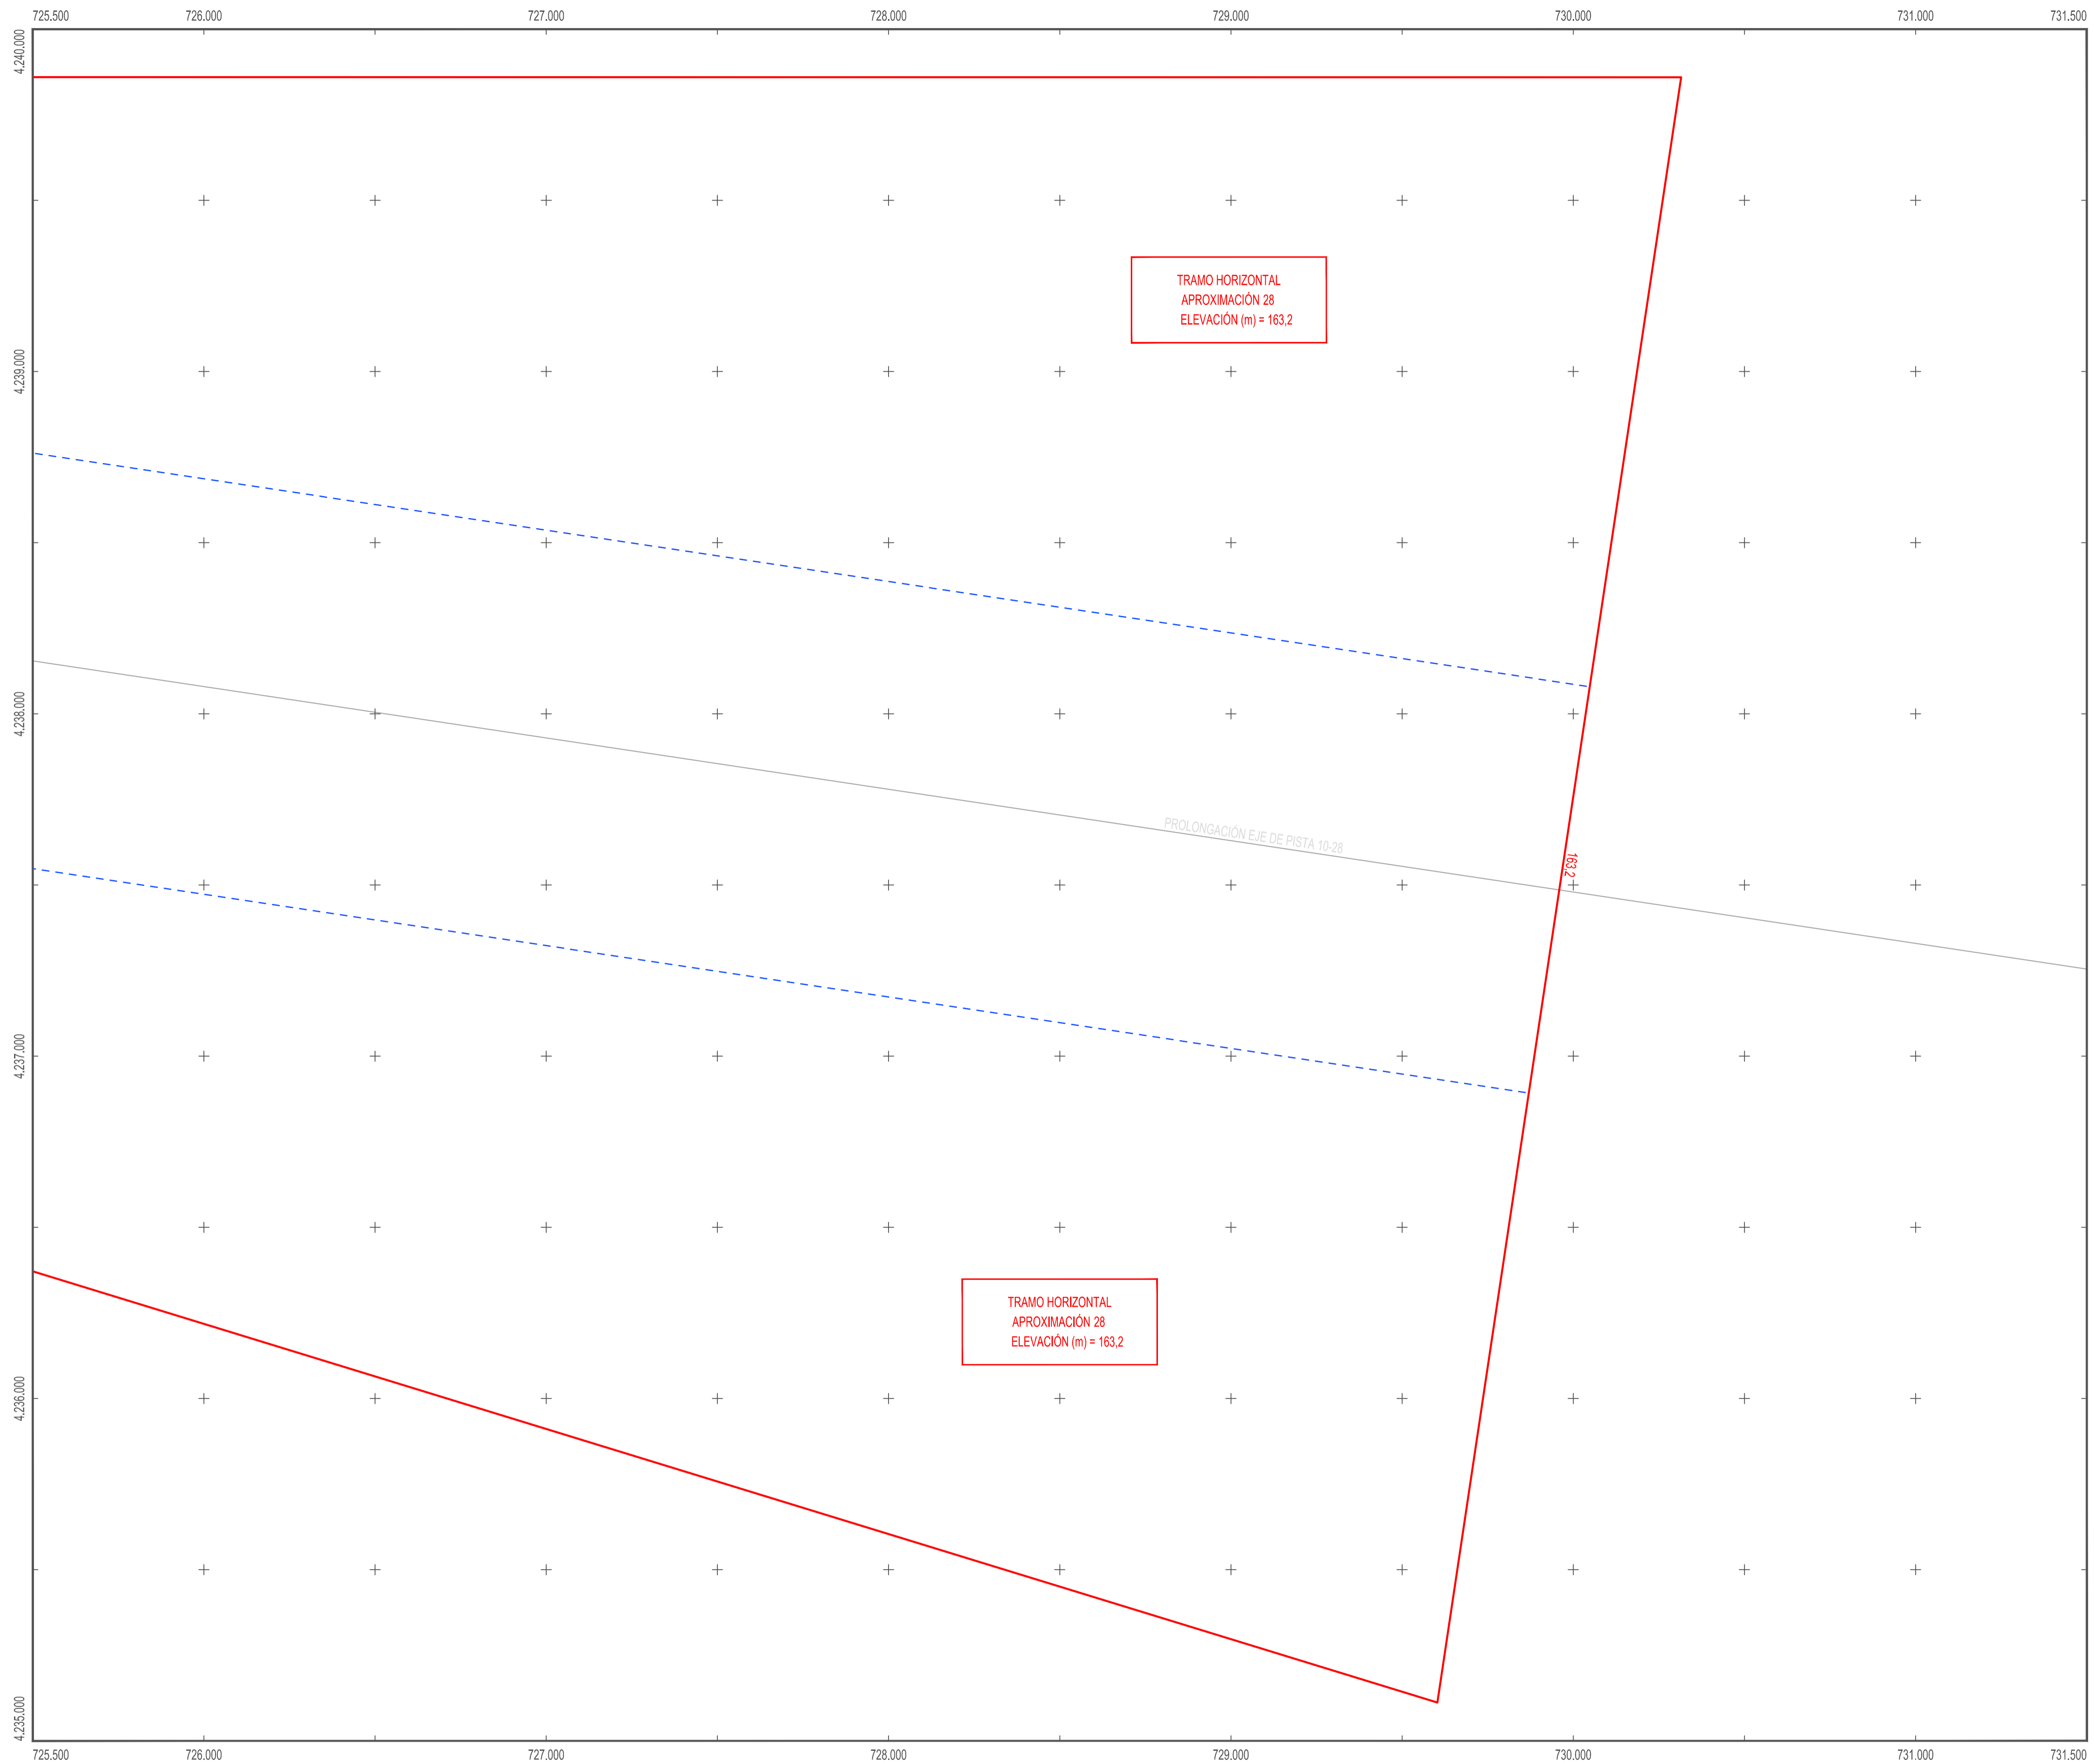 725.500 726.000 727.000 728.000 729.000 730.000 731.000 731.500
4.240.000
TRAMO HORIZONTAL
APROXIMACIÓN 28
ELEVACIÓN (m) = 163,2
4.239.000
4.238.000
PROLONGACIÓN EJE DE PISTA 10-28
163,2
4.237.000
TRAMO HORIZONTAL
APROXIMACIÓN 28
ELEVACIÓN (m) = 163,2
4.236.000
4.235.000
725.500 726.000 727.000 728.000 729.000 730.000 731.000 731.500